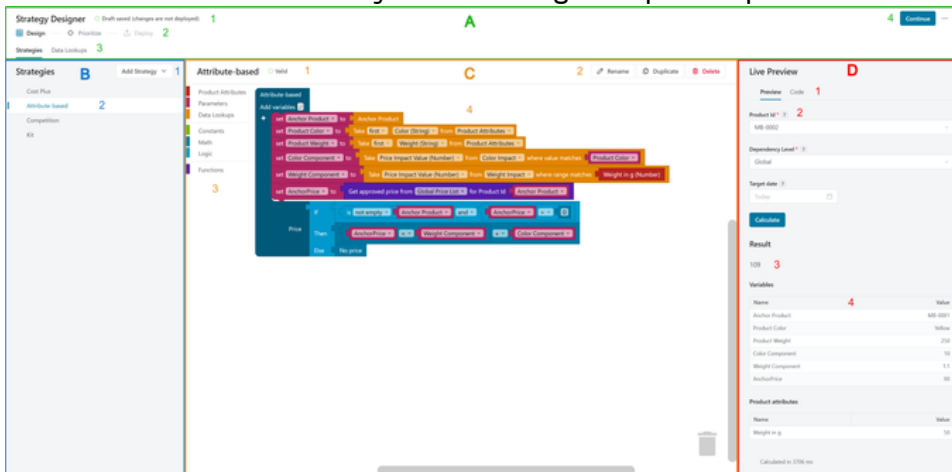 Strategy Designer Draft saved (changes are not deployed) 1 A 4 Continue
Design Prioritize Deploy 2
Strategies Data Lookups 3
Strategies B Add Strategy 1
Cost Plus
Attribute-based 2
Competition
Kit
Attribute-based Valid 1 C 2 Rename Duplicate Delete
Product Attributes
Parameters
Data Lookups
Constants
Math
Logic
Functions
3
Attribute-based
Add variables
4
set Anchor Product to Anchor Product
set Product Color to Take first Color (String) from Product Attributes
set Product Weight to Take first Weight (String) from Product Attributes
set Color Component to Take Price Impact Value (Number) from Color Impact where value matches Product Color
set Weight Component to Take Price Impact Value (Number) from Weight Impact where range matches Weight in g (Number)
set AnchorPrice to Get approved price from Global Price List for Product Id Anchor Product
Price
If is not empty Anchor Product and AnchorPrice 0
Then AnchorPrice Weight Component Color Component
Else No price
Live Preview D
Preview Code 1
Product Id * 2
MB-0002
Dependency Level *
Global
Target date
Today
Calculate
Result
109 3
Variables
Name 4 Value
Anchor Product MB-0001
Product Color Yellow
Product Weight 250
Color Component 10
Weight Component 1.1
AnchorPrice 90
Product attributes
Name Value
Weight in g 50
Calculated in 3706 ms